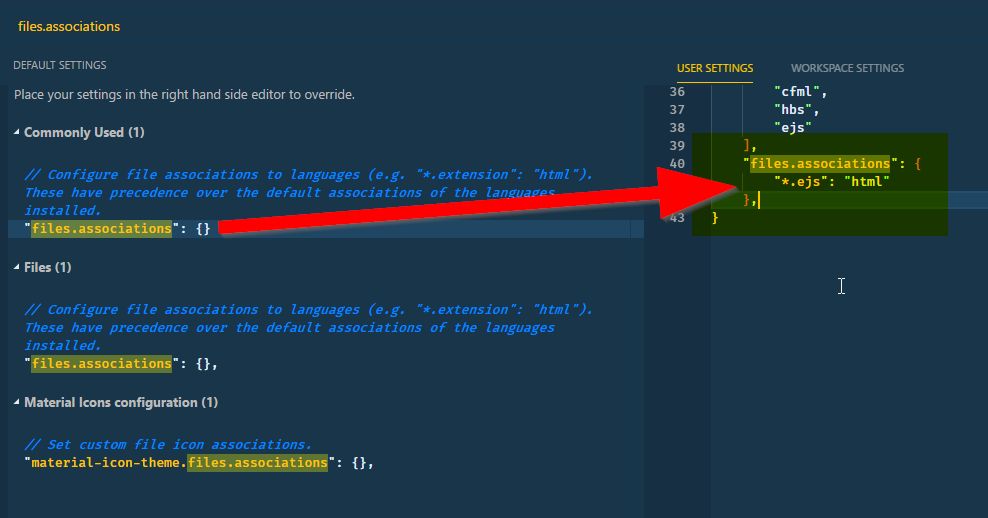 files.associations
DEFAULT SETTINGS
Place your settings in the right hand side editor to override.
Commonly Used (1)
// Configure file associations to languages (e.g. "*.extension": "html").
These have precedence over the default associations of the languages
installed.
"files.associations": {}
Files (1)
// Configure file associations to languages (e.g. "*.extension": "html").
These have precedence over the default associations of the languages
installed.
"files.associations": {},
Material Icons configuration (1)
// Set custom file icon associations.
"material-icon-theme.files.associations": {},
USER SETTINGS WORKSPACE SETTINGS
36 "cfml",
37 "hbs",
38 "ejs"
39 ],
40 "files.associations": {
"*.ejs": "html"
},
43 }